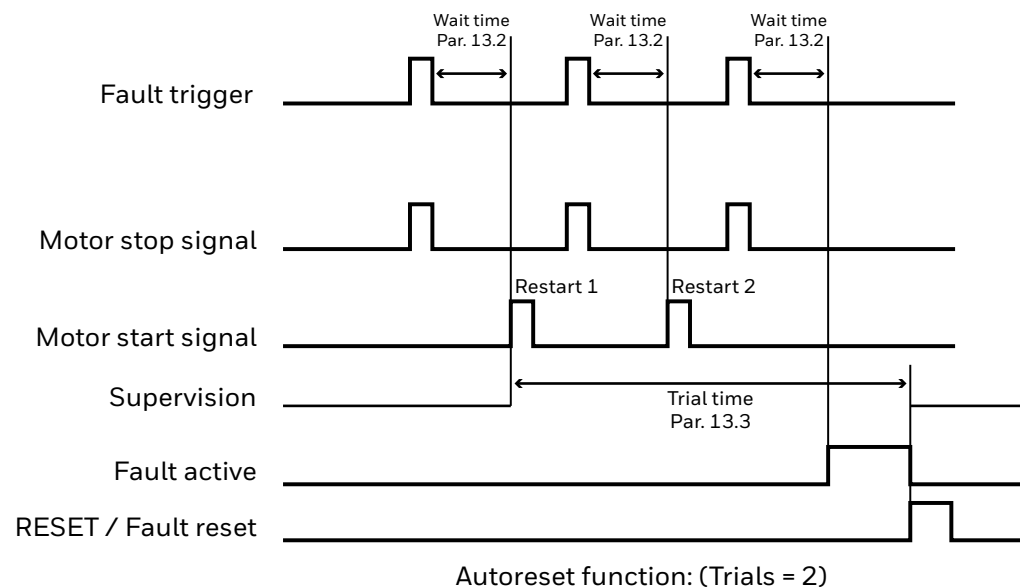 Wait time
Par. 13.2
Wait time
Par. 13.2
Wait time
Par. 13.2
Fault trigger
Motor stop signal
Restart 1
Restart 2
Motor start signal
Supervision
Trial time
Par. 13.3
Fault active
RESET / Fault reset
Autoreset function: (Trials = 2)